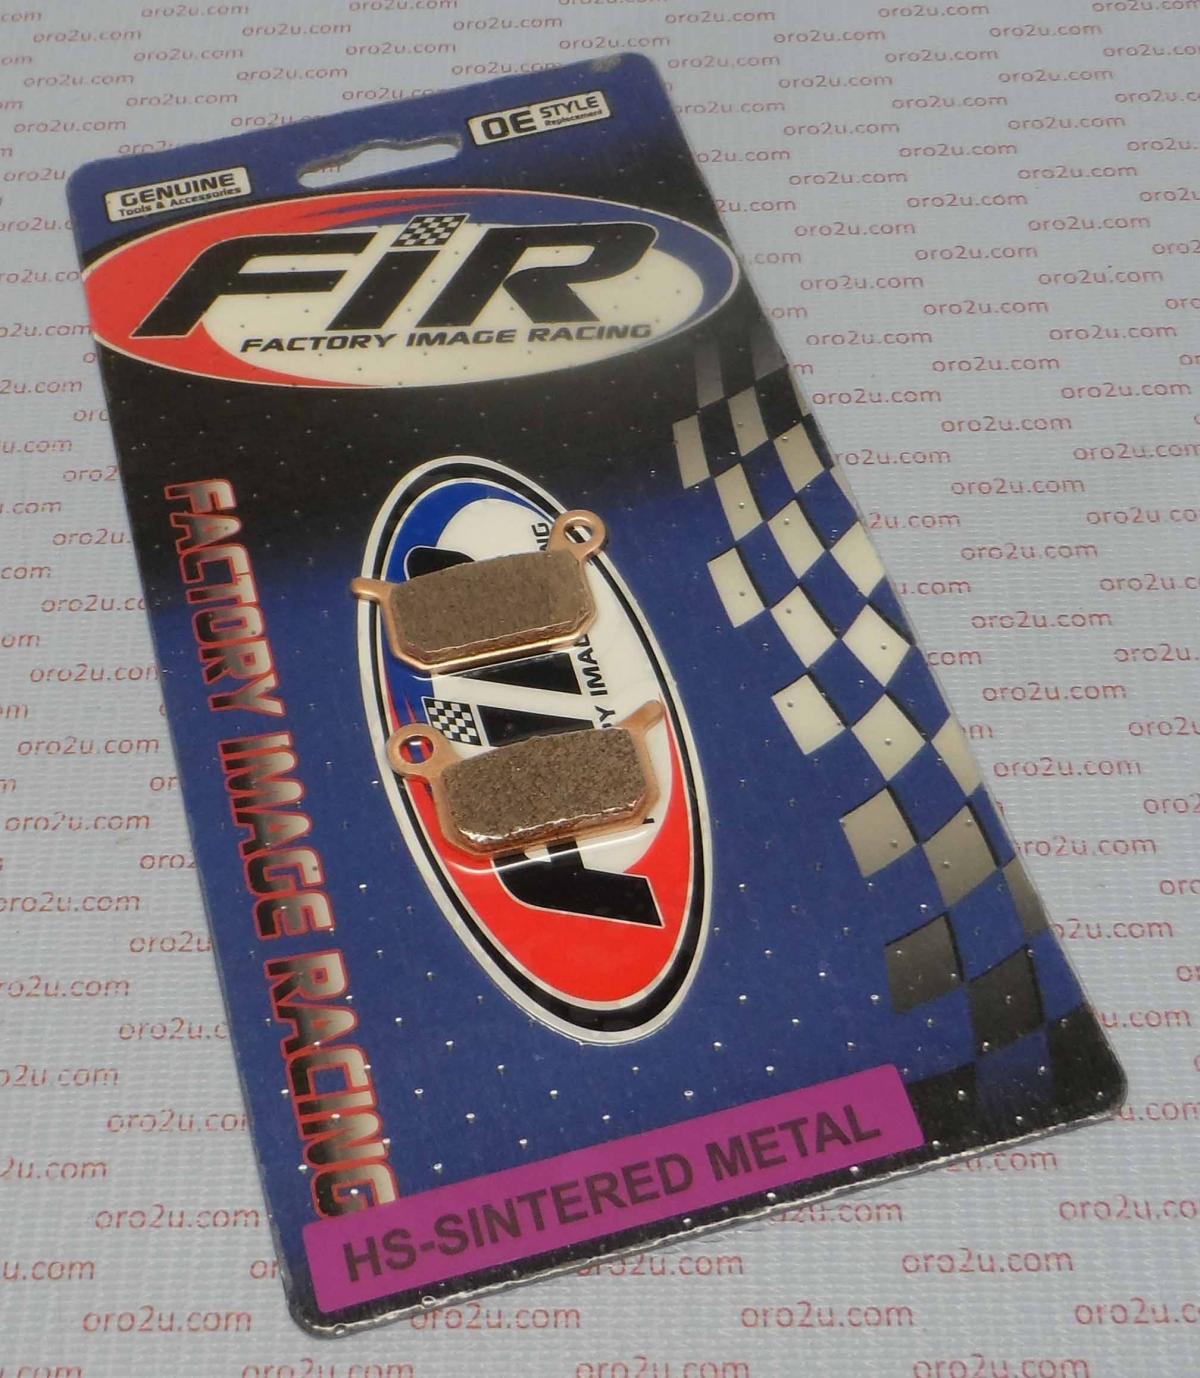 GENUINE
Tools & Accessories
OE STYLE
Replacement
FiR
FACTORY IMAGE RACING
FACTORY IMAGE RACING
HS-SINTERED METAL
oro2u.com